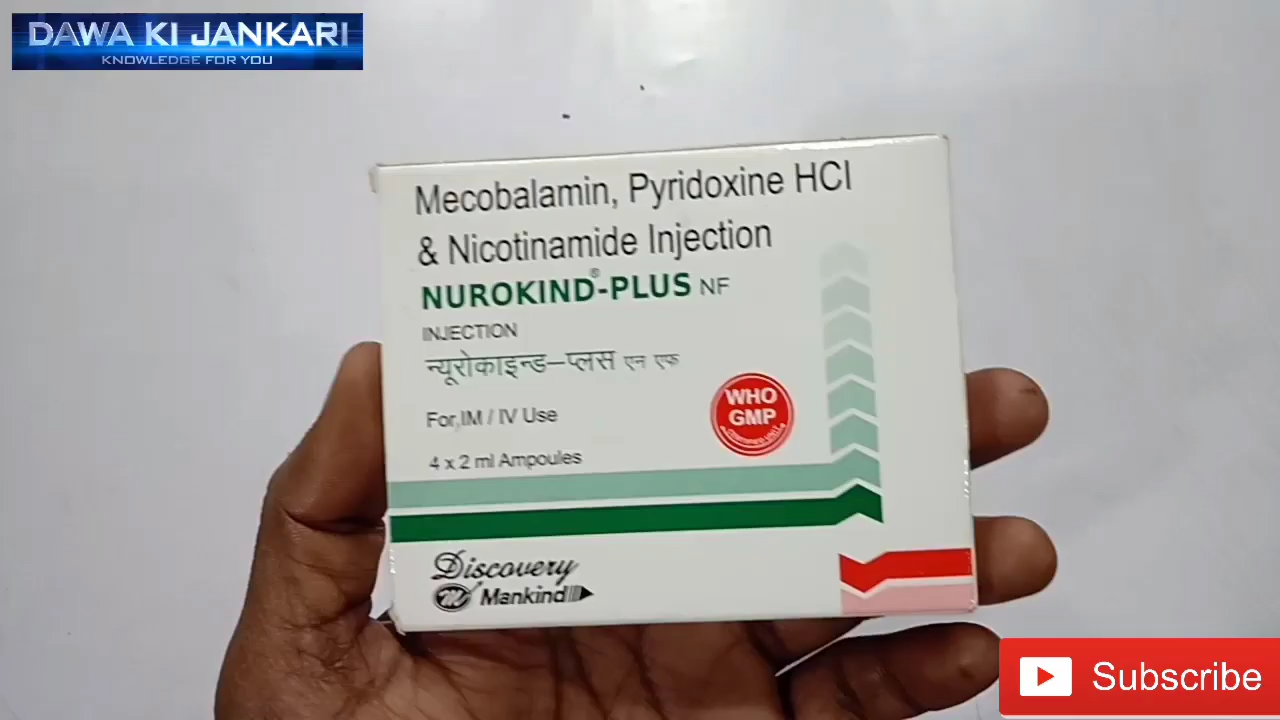 DAWA KI JANKARI
KNOWLEDGE FOR YOU
Mecobalamin, Pyridoxine HCl
& Nicotinamide Injection
NUROKIND®-PLUS NF
INJECTION
न्यूरोकाइन्ड–प्लस एन एफ
For IM / IV Use
4 x 2 ml Ampoules
WHO
GMP
Discovery
Mankind
Subscribe